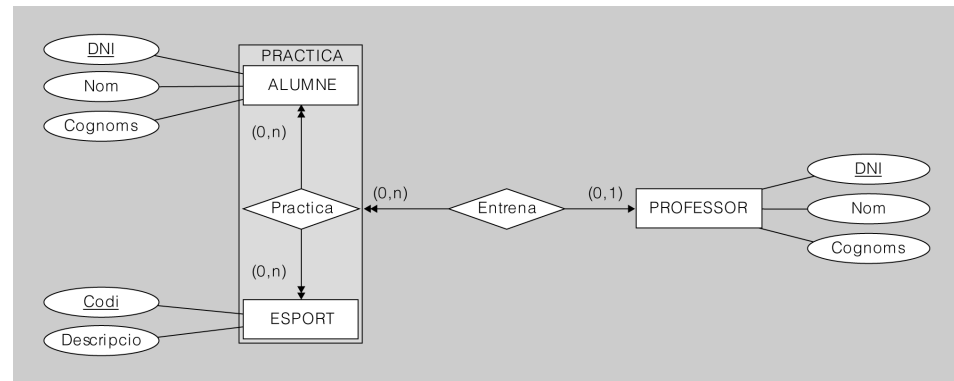 DNI
Nom
Cognoms
PRACTICA
ALUMNE
(0,n)
Practica
(0,n)
ESPORT
Codi
Descripcio
(0,n)
Entrena
(0,1)
PROFESSOR
DNI
Nom
Cognoms